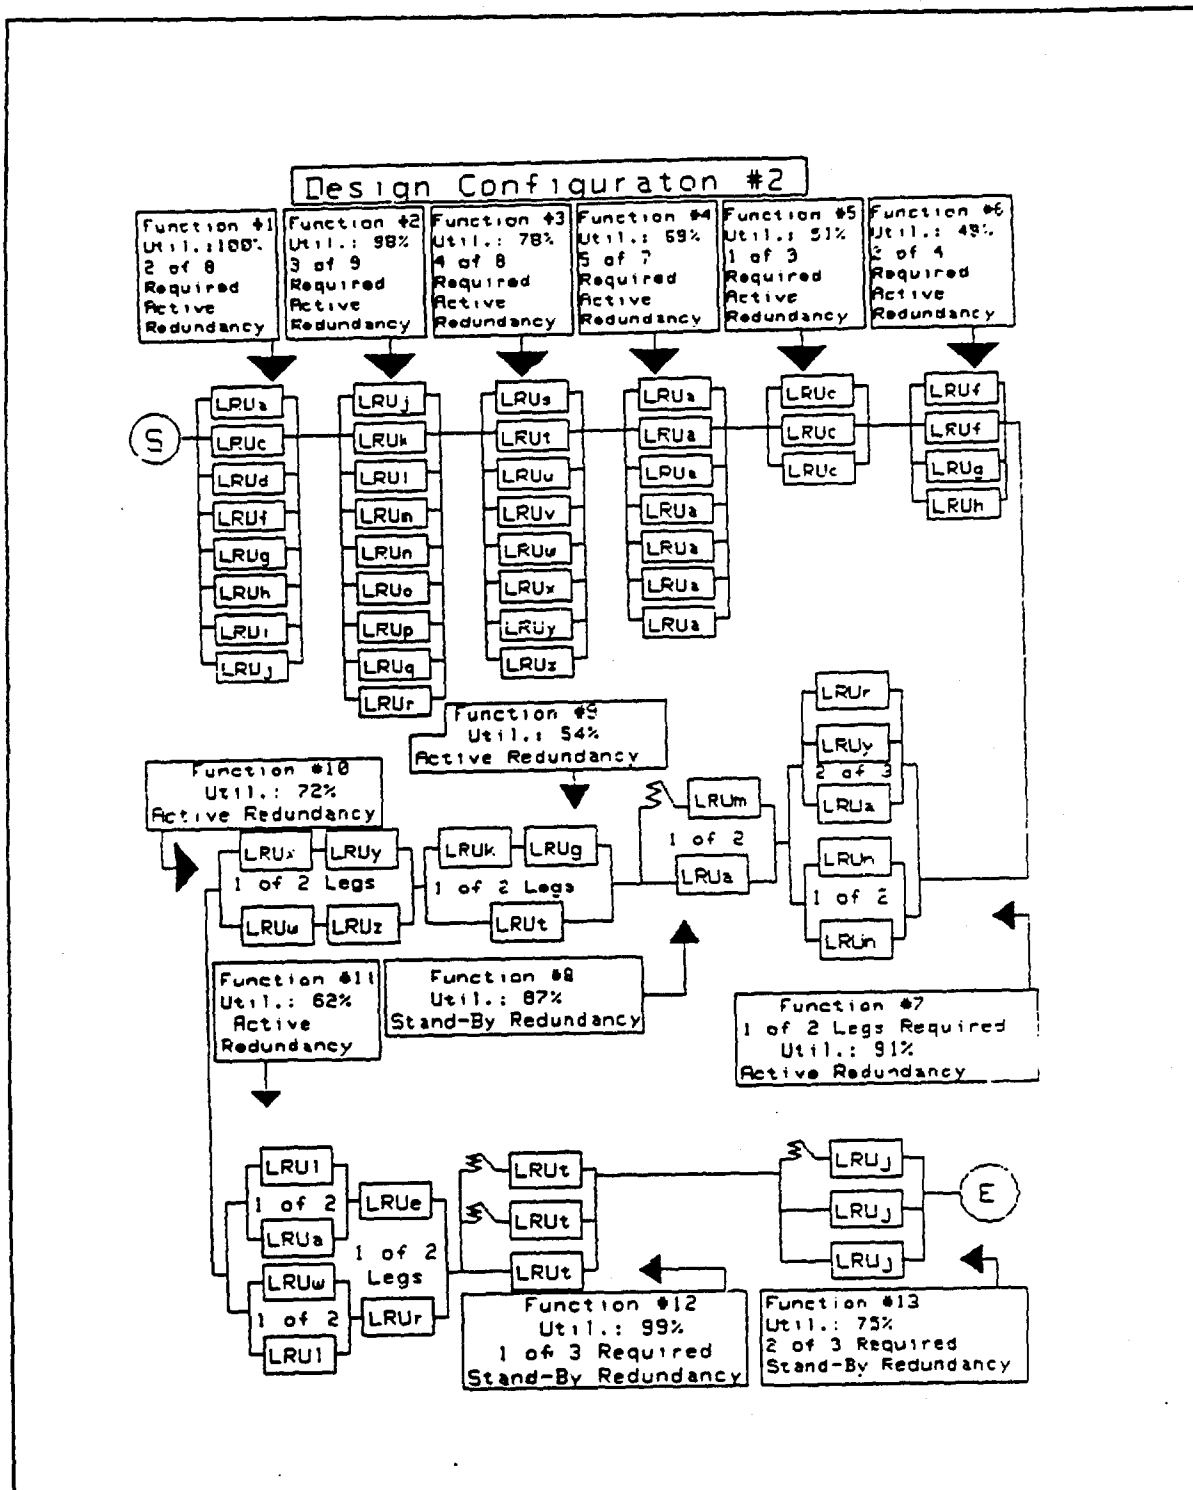 Design Configuraton #2
Function #1
Util.:100%
2 of 8
Required
Active
Redundancy
Function #2
Util.: 98%
3 of 9
Required
Active
Redundancy
Function #3
Util.: 78%
4 of 8
Required
Active
Redundancy
Function #4
Util.: 69%
5 of 7
Required
Active
Redundancy
Function #5
Util.: 51%
1 of 3
Required
Active
Redundancy
Function #6
Util.: 49%
2 of 4
Required
Active
Redundancy
S
LRUa
LRUc
LRUd
LRUf
LRUg
LRUh
LRUi
LRUj
LRUj
LRUk
LRUl
LRUm
LRUn
LRUo
LRUp
LRUq
LRUr
LRUs
LRUt
LRUu
LRUv
LRUw
LRUx
LRUy
LRUz
LRUa
LRUa
LRUa
LRUa
LRUa
LRUa
LRUa
LRUc
LRUc
LRUc
LRUf
LRUf
LRUg
LRUh
Function #9
Util.: 54%
Active Redundancy
Function #10
Util.: 72%
Active Redundancy
LRUx
LRUy
1 of 2 Legs
LRUw
LRUz
LRUk
LRUg
1 of 2 Legs
LRUt
LRUm
1 of 2
LRUa
LRUr
LRUy
2 of 3
LRUa
LRUn
1 of 2
LRUn
Function #11
Util.: 62%
Active
Redundancy
Function #8
Util.: 87%
Stand-By Redundancy
Function #7
1 of 2 Legs Required
Util.: 91%
Active Redundancy
LRUl
1 of 2
LRUa
LRUw
1 of 2
LRUl
LRUe
1 of 2
Legs
LRUr
LRUt
LRUt
LRUt
LRUj
LRUj
LRUj
E
Function #12
Util.: 99%
1 of 3 Required
Stand-By Redundancy
Function #13
Util.: 75%
2 of 3 Required
Stand-By Redundancy